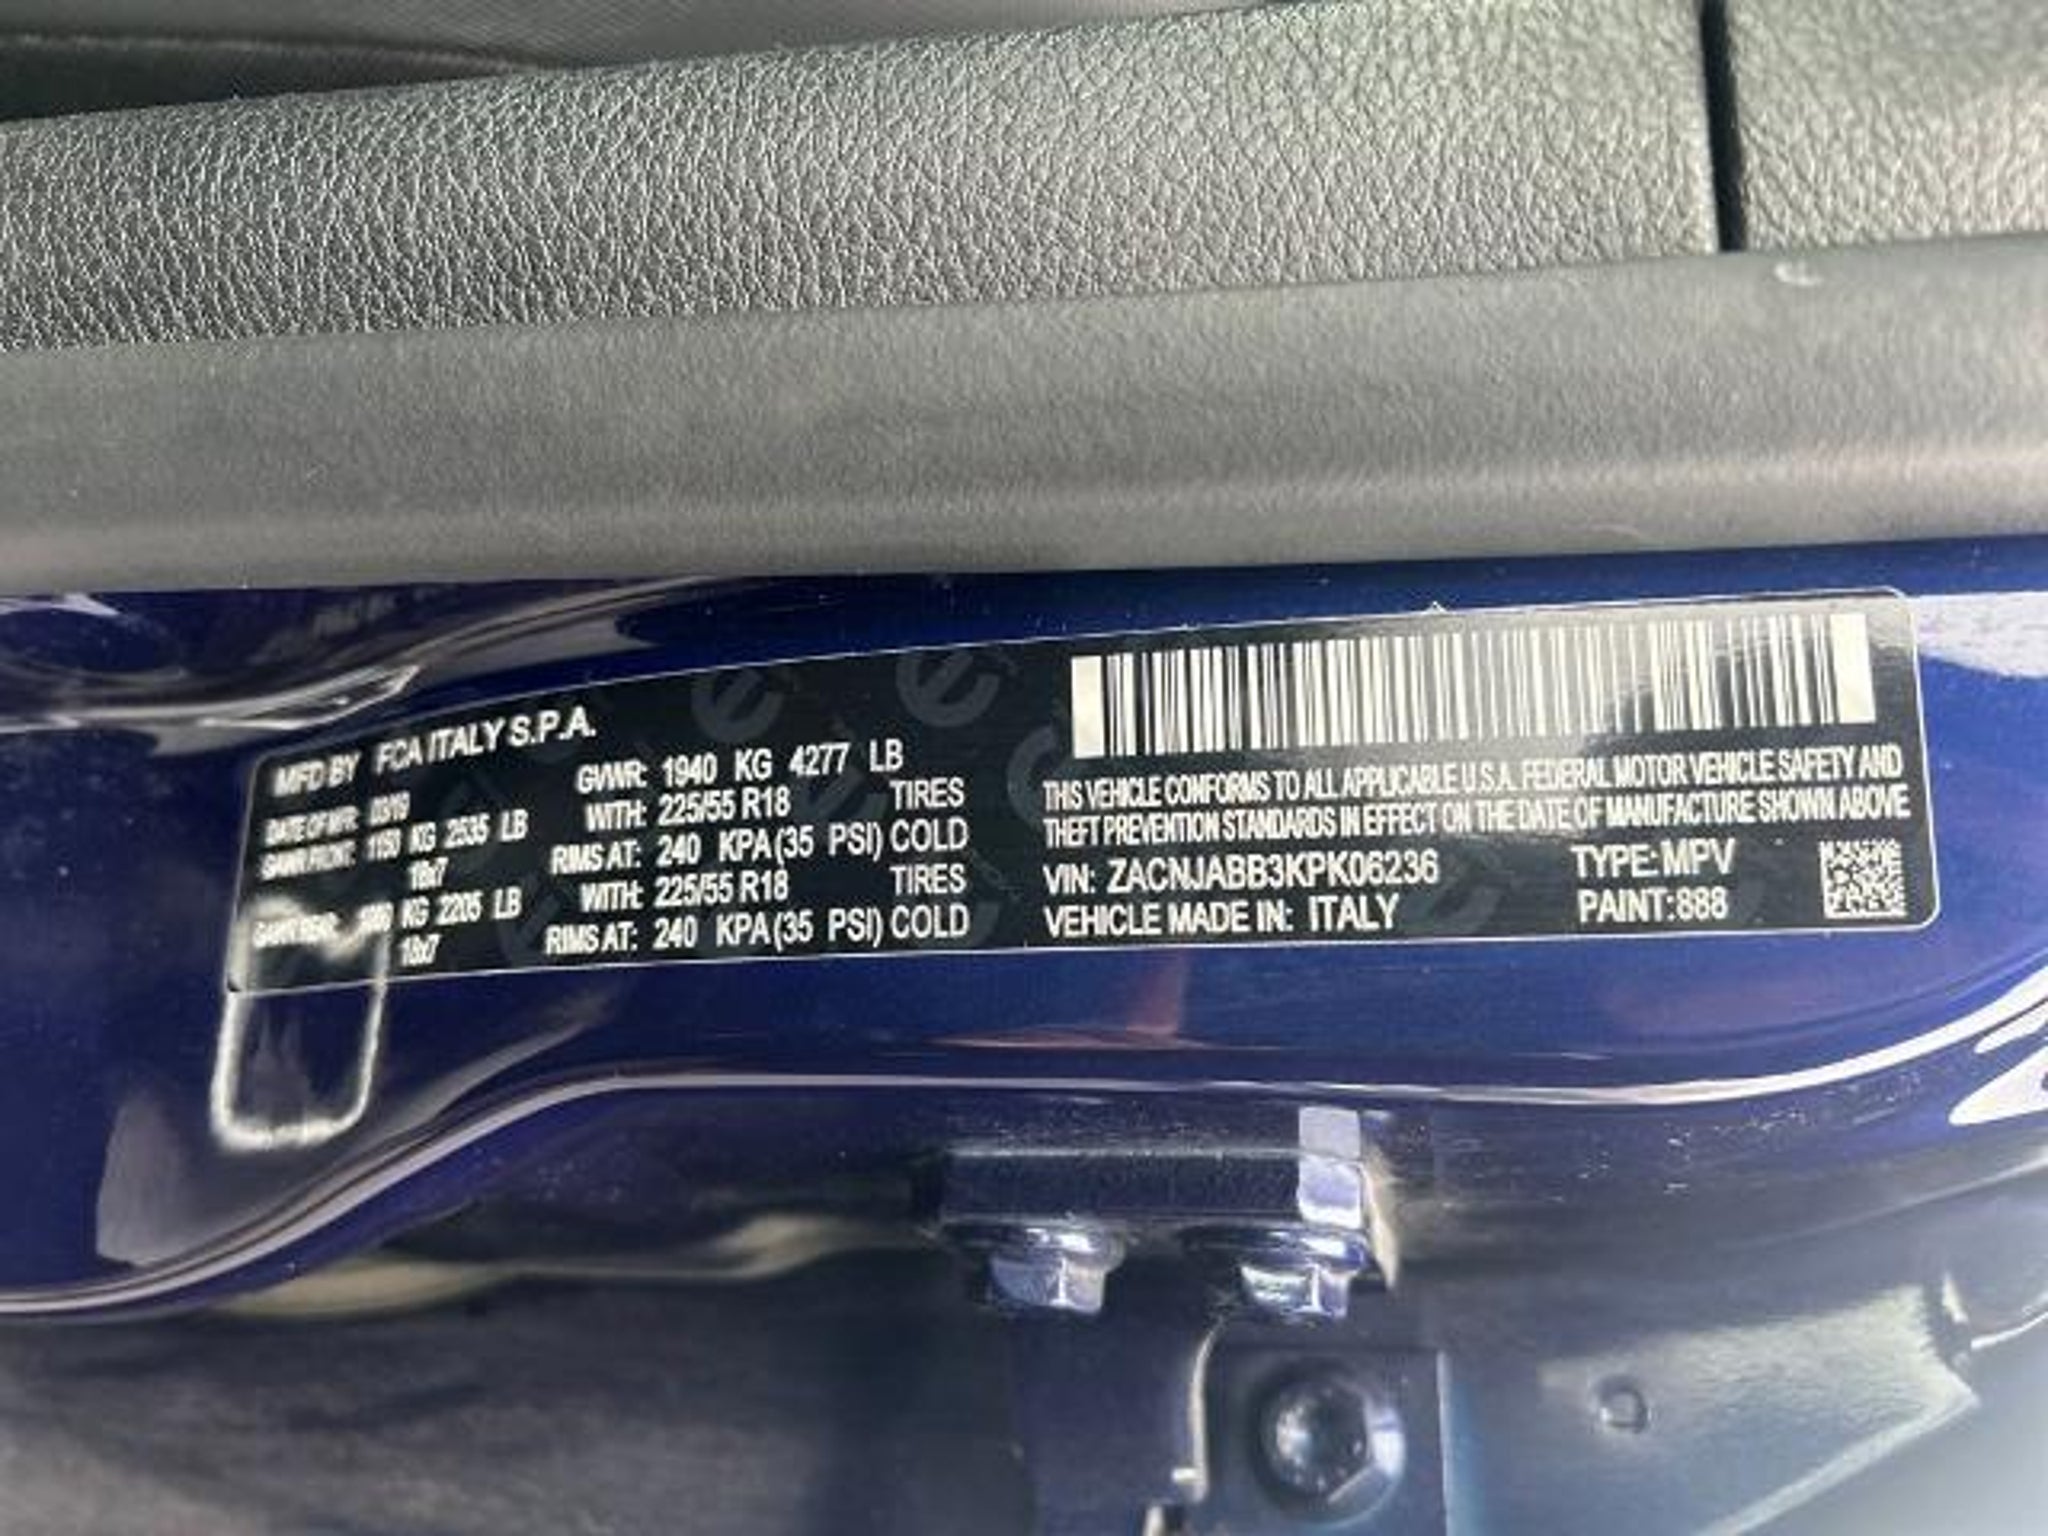 MFD BY FCA ITALY S.P.A.
DATE OF MFR: 03/19 GVWR: 1940 KG 4277 LB
GAWR FRONT: 1150 KG 2535 LB WITH: 225/55 R18 TIRES
18x7 RIMS AT: 240 KPA (35 PSI) COLD
GAWR REAR: KG 2205 LB WITH: 225/55 R18 TIRES
18x7 RIMS AT: 240 KPA (35 PSI) COLD
THIS VEHICLE CONFORMS TO ALL APPLICABLE U.S.A. FEDERAL MOTOR VEHICLE SAFETY AND
THEFT PREVENTION STANDARDS IN EFFECT ON THE DATE OF MANUFACTURE SHOWN ABOVE.
VIN: ZACNJABB3KPK06236 TYPE: MPV
VEHICLE MADE IN: ITALY PAINT: 888